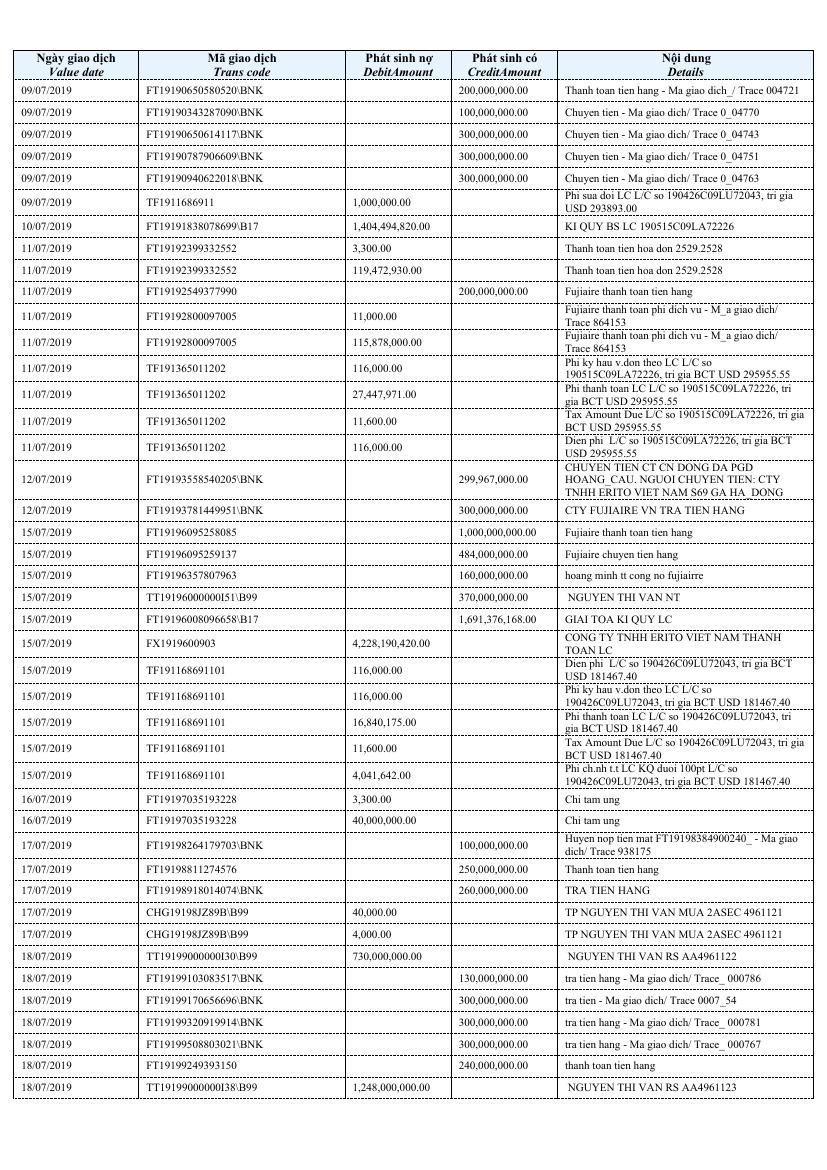 Ngày giao dịch Mã giao dịch Phát sinh nợ Phát sinh có Nội dung
Value date Trans code DebitAmount CreditAmount Details
09/07/2019 FT19190650580520\BNK 200,000,000.00 Thanh toan tien hang - Ma giao dich_/ Trace 004721
09/07/2019 FT19190343287090\BNK 100,000,000.00 Chuyen tien - Ma giao dich/ Trace 0_04770
09/07/2019 FT19190650614117\BNK 300,000,000.00 Chuyen tien - Ma giao dich/ Trace 0_04743
09/07/2019 FT19190787906609\BNK 300,000,000.00 Chuyen tien - Ma giao dich/ Trace 0_04751
09/07/2019 FT19190940622018\BNK 300,000,000.00 Chuyen tien - Ma giao dich/ Trace 0_04763
09/07/2019 TF1911686911 1,000,000.00 Phi sua doi LC L/C so 190426C09LU72043, tri gia
USD 293893.00
10/07/2019 FT19191838078699\B17 1,404,494,820.00 KI QUY BS LC 190515C09LA72226
11/07/2019 FT19192399332552 3,300.00 Thanh toan tien hoa don 2529.2528
11/07/2019 FT19192399332552 119,472,930.00 Thanh toan tien hoa don 2529.2528
11/07/2019 FT19192549377990 200,000,000.00 Fujiaire thanh toan tien hang
11/07/2019 FT19192800097005 11,000.00 Fujiaire thanh toan phi dich vu - M_a giao dich/
Trace 864153
11/07/2019 FT19192800097005 115,878,000.00 Fujiaire thanh toan phi dich vu - M_a giao dich/
Trace 864153
11/07/2019 TF191365011202 116,000.00 Phi ky hau v.don theo LC L/C so
190515C09LA72226, tri gia BCT USD 295955.55
11/07/2019 TF191365011202 27,447,971.00 Phi thanh toan LC L/C so 190515C09LA72226, tri
gia BCT USD 295955.55
11/07/2019 TF191365011202 11,600.00 Tax Amount Due L/C so 190515C09LA72226, tri gia
BCT USD 295955.55
11/07/2019 TF191365011202 116,000.00 Dien phi  L/C so 190515C09LA72226, tri gia BCT
USD 295955.55
12/07/2019 FT19193558540205\BNK 299,967,000.00 CHUYEN TIEN CT CN DONG DA PGD
HOANG_CAU. NGUOI CHUYEN TIEN: CTY
TNHH ERITO VIET NAM S69 GA HA_DONG
12/07/2019 FT19193781449951\BNK 300,000,000.00 CTY FUJIAIRE VN TRA TIEN HANG
15/07/2019 FT19196095258085 1,000,000,000.00 Fujiaire thanh toan tien hang
15/07/2019 FT19196095259137 484,000,000.00 Fujiaire chuyen tien hang
15/07/2019 FT19196357807963 160,000,000.00 hoang minh tt cong no fujiairre
15/07/2019 TT19196000000I51\B99 370,000,000.00 NGUYEN THI VAN NT
15/07/2019 FT19196008096658\B17 1,691,376,168.00 GIAI TOA KI QUY LC
15/07/2019 FX1919600903 4,228,190,420.00 CONG TY TNHH ERITO VIET NAM THANH
TOAN LC
15/07/2019 TF191168691101 116,000.00 Dien phi  L/C so 190426C09LU72043, tri gia BCT
USD 181467.40
15/07/2019 TF191168691101 116,000.00 Phi ky hau v.don theo LC L/C so
190426C09LU72043, tri gia BCT USD 181467.40
15/07/2019 TF191168691101 16,840,175.00 Phi thanh toan LC L/C so 190426C09LU72043, tri
gia BCT USD 181467.40
15/07/2019 TF191168691101 11,600.00 Tax Amount Due L/C so 190426C09LU72043, tri gia
BCT USD 181467.40
15/07/2019 TF191168691101 4,041,642.00 Phi ch.nh t.t LC KQ duoi 100pt L/C so
190426C09LU72043, tri gia BCT USD 181467.40
16/07/2019 FT19197035193228 3,300.00 Chi tam ung
16/07/2019 FT19197035193228 40,000,000.00 Chi tam ung
17/07/2019 FT19198264179703\BNK 100,000,000.00 Huyen nop tien mat FT19198384900240_ - Ma giao
dich/ Trace 938175
17/07/2019 FT19198811274576 250,000,000.00 Thanh toan tien hang
17/07/2019 FT19198918014074\BNK 260,000,000.00 TRA TIEN HANG
17/07/2019 CHG19198JZ89B\B99 40,000.00 TP NGUYEN THI VAN MUA 2ASEC 4961121
17/07/2019 CHG19198JZ89B\B99 4,000.00 TP NGUYEN THI VAN MUA 2ASEC 4961121
18/07/2019 TT19199000000I30\B99 730,000,000.00 NGUYEN THI VAN RS AA4961122
18/07/2019 FT19199103083517\BNK 130,000,000.00 tra tien hang - Ma giao dich/ Trace_ 000786
18/07/2019 FT19199170656696\BNK 300,000,000.00 tra tien - Ma giao dich/ Trace 0007_54
18/07/2019 FT19199320919914\BNK 300,000,000.00 tra tien hang - Ma giao dich/ Trace_ 000781
18/07/2019 FT19199508803021\BNK 300,000,000.00 tra tien hang - Ma giao dich/ Trace_ 000767
18/07/2019 FT19199249393150 240,000,000.00 thanh toan tien hang
18/07/2019 TT19199000000I38\B99 1,248,000,000.00 NGUYEN THI VAN RS AA4961123